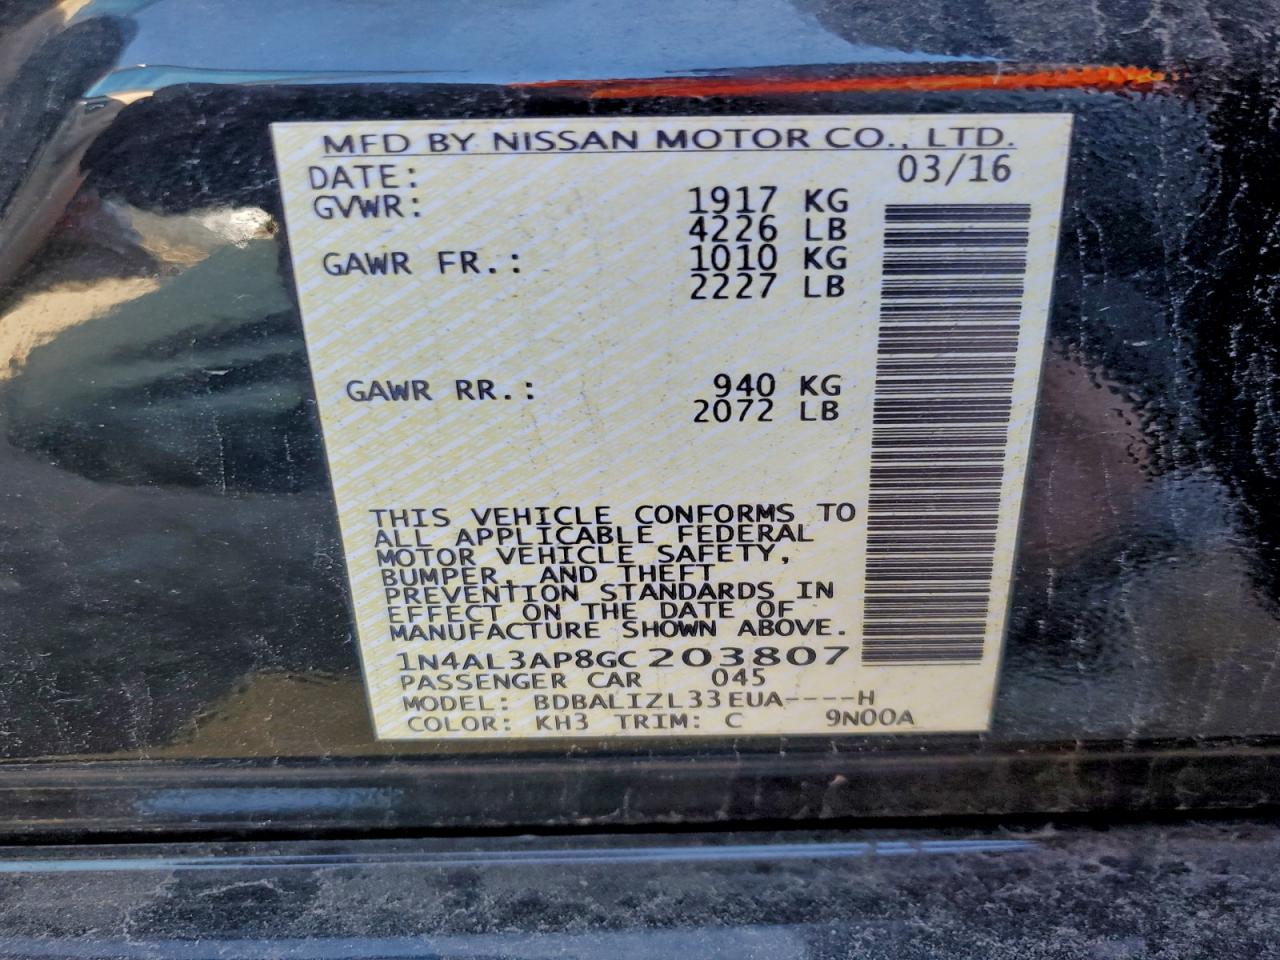 MFD BY NISSAN MOTOR CO., LTD.
DATE: 03/16
GVWR: 1917 KG
4226 LB
GAWR FR.: 1010 KG
2227 LB
GAWR RR.: 940 KG
2072 LB
THIS VEHICLE CONFORMS TO
ALL APPLICABLE FEDERAL
MOTOR VEHICLE SAFETY,
BUMPER, AND THEFT
PREVENTION STANDARDS IN
EFFECT ON THE DATE OF
MANUFACTURE SHOWN ABOVE.
1N4AL3AP8GC203807
PASSENGER CAR 045
MODEL: BDBALIZL33EUA----H
COLOR: KH3 TRIM: C 9N00A